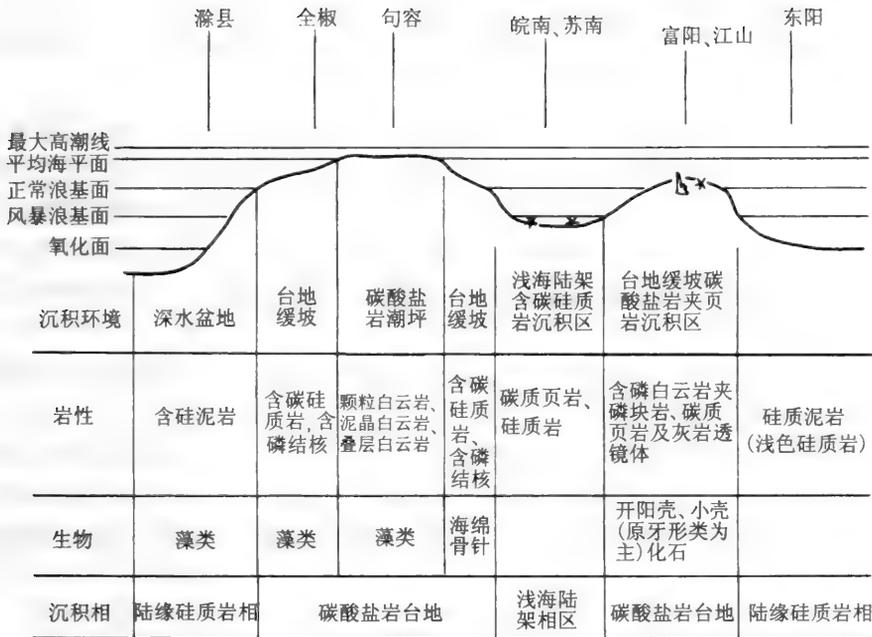 滁县
全椒
句容
皖南、苏南
富阳、江山
东阳
最大高潮线
平均海平面
正常浪基面
风暴浪基面
氧化面
沉积环境
深水盆地
台地
缓坡
碳酸盐
岩潮坪
台地
缓坡
浅海陆架
含碳硅质
岩沉积区
台地缓坡碳
酸盐岩夹页
岩沉积区
岩性
含硅泥岩
含碳硅
质岩,含
磷结核
颗粒白云岩、
泥晶白云岩、
叠层白云岩
含碳
硅质
岩、
含磷
结核
碳质页岩、
硅质岩
含磷白云岩夹
磷块岩、碳质
页岩及灰岩透
镜体
硅质泥岩
(浅色硅质岩)
生物
藻类
藻类
藻类
海绵
骨针
开阳壳、小壳
(原牙形类为
主)化石
沉积相
陆缘硅质岩相
碳酸盐岩台地
浅海陆
架相区
碳酸盐岩台地
陆缘硅质岩相